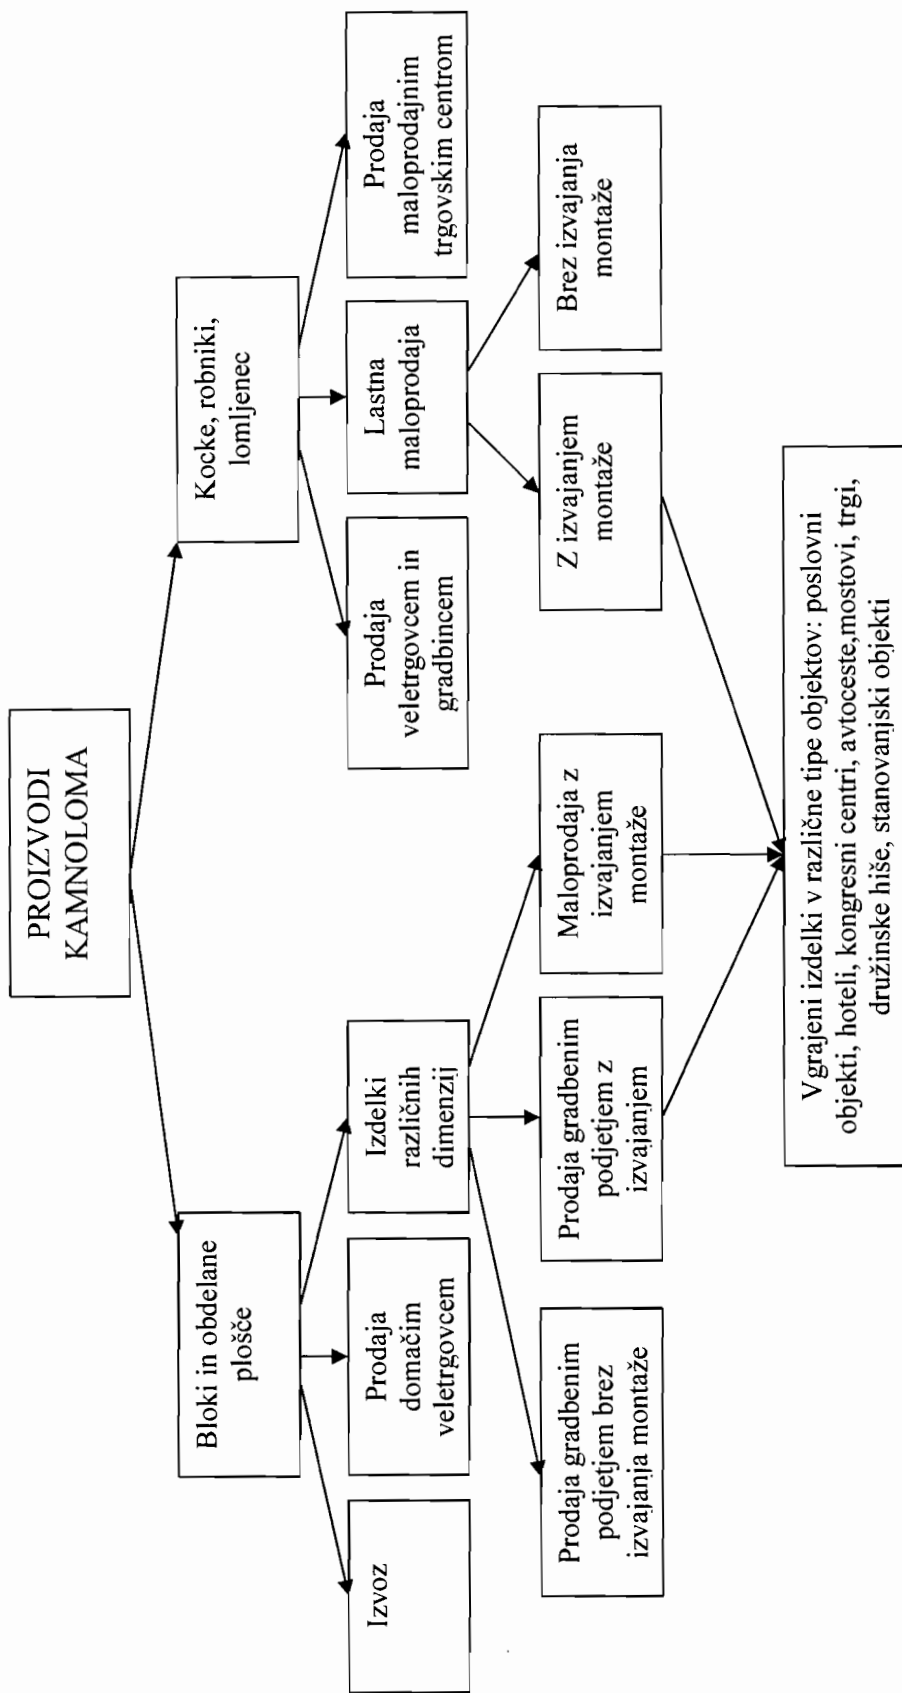 PROIZVODI
KAMNOLOMA
Bloki in obdelane
plošče
Kocke, robniki,
lomljenec
Izvoz
Prodaja
domačim
veletrgovcem
Izdelki
različnih
dimenzij
Prodaja
veletrgovcem in
gradbincem
Lastna
maloprodaja
Prodaja
maloprodajnim
trgovskim centrom
Prodaja gradbenim
podjetjem brez
izvajanja montaže
Prodaja gradbenim
podjetjem z
izvajanjem
Maloprodaja z
izvajanjem
montaže
Z izvajanjem
montaže
Brez izvajanja
montaže
Vgrajeni izdelki v različne tipe objektov: poslovni
objekti, hoteli, kongresni centri, avtoceste,mostovi, trgi,
družinske hiše, stanovanjski objekti